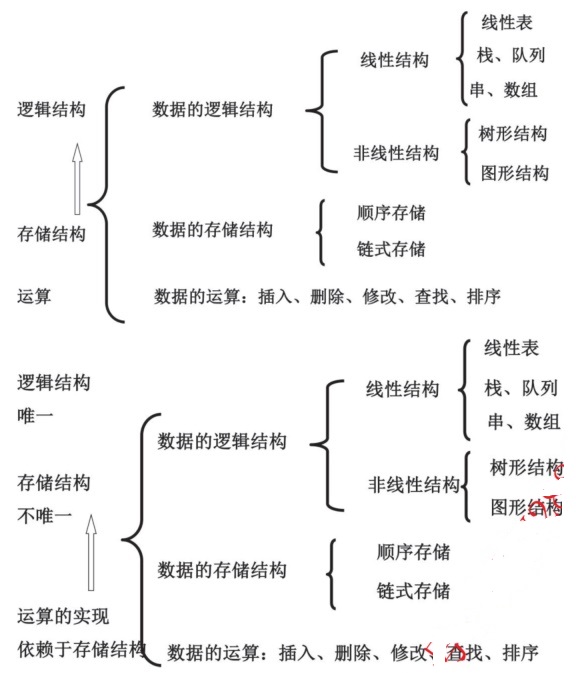 线性表
线性结构
栈、队列
串、数组
逻辑结构
数据的逻辑结构
非线性结构
树形结构
图形结构
存储结构
数据的存储结构
顺序存储
链式存储
运算
数据的运算：插入、删除、修改、查找、排序
线性表
逻辑结构
唯一
线性结构
栈、队列
串、数组
数据的逻辑结构
存储结构
不唯一
非线性结构
树形结构
图形结构
数据的存储结构
顺序存储
链式存储
运算的实现
依赖于存储结构
数据的运算：插入、删除、修改、查找、排序